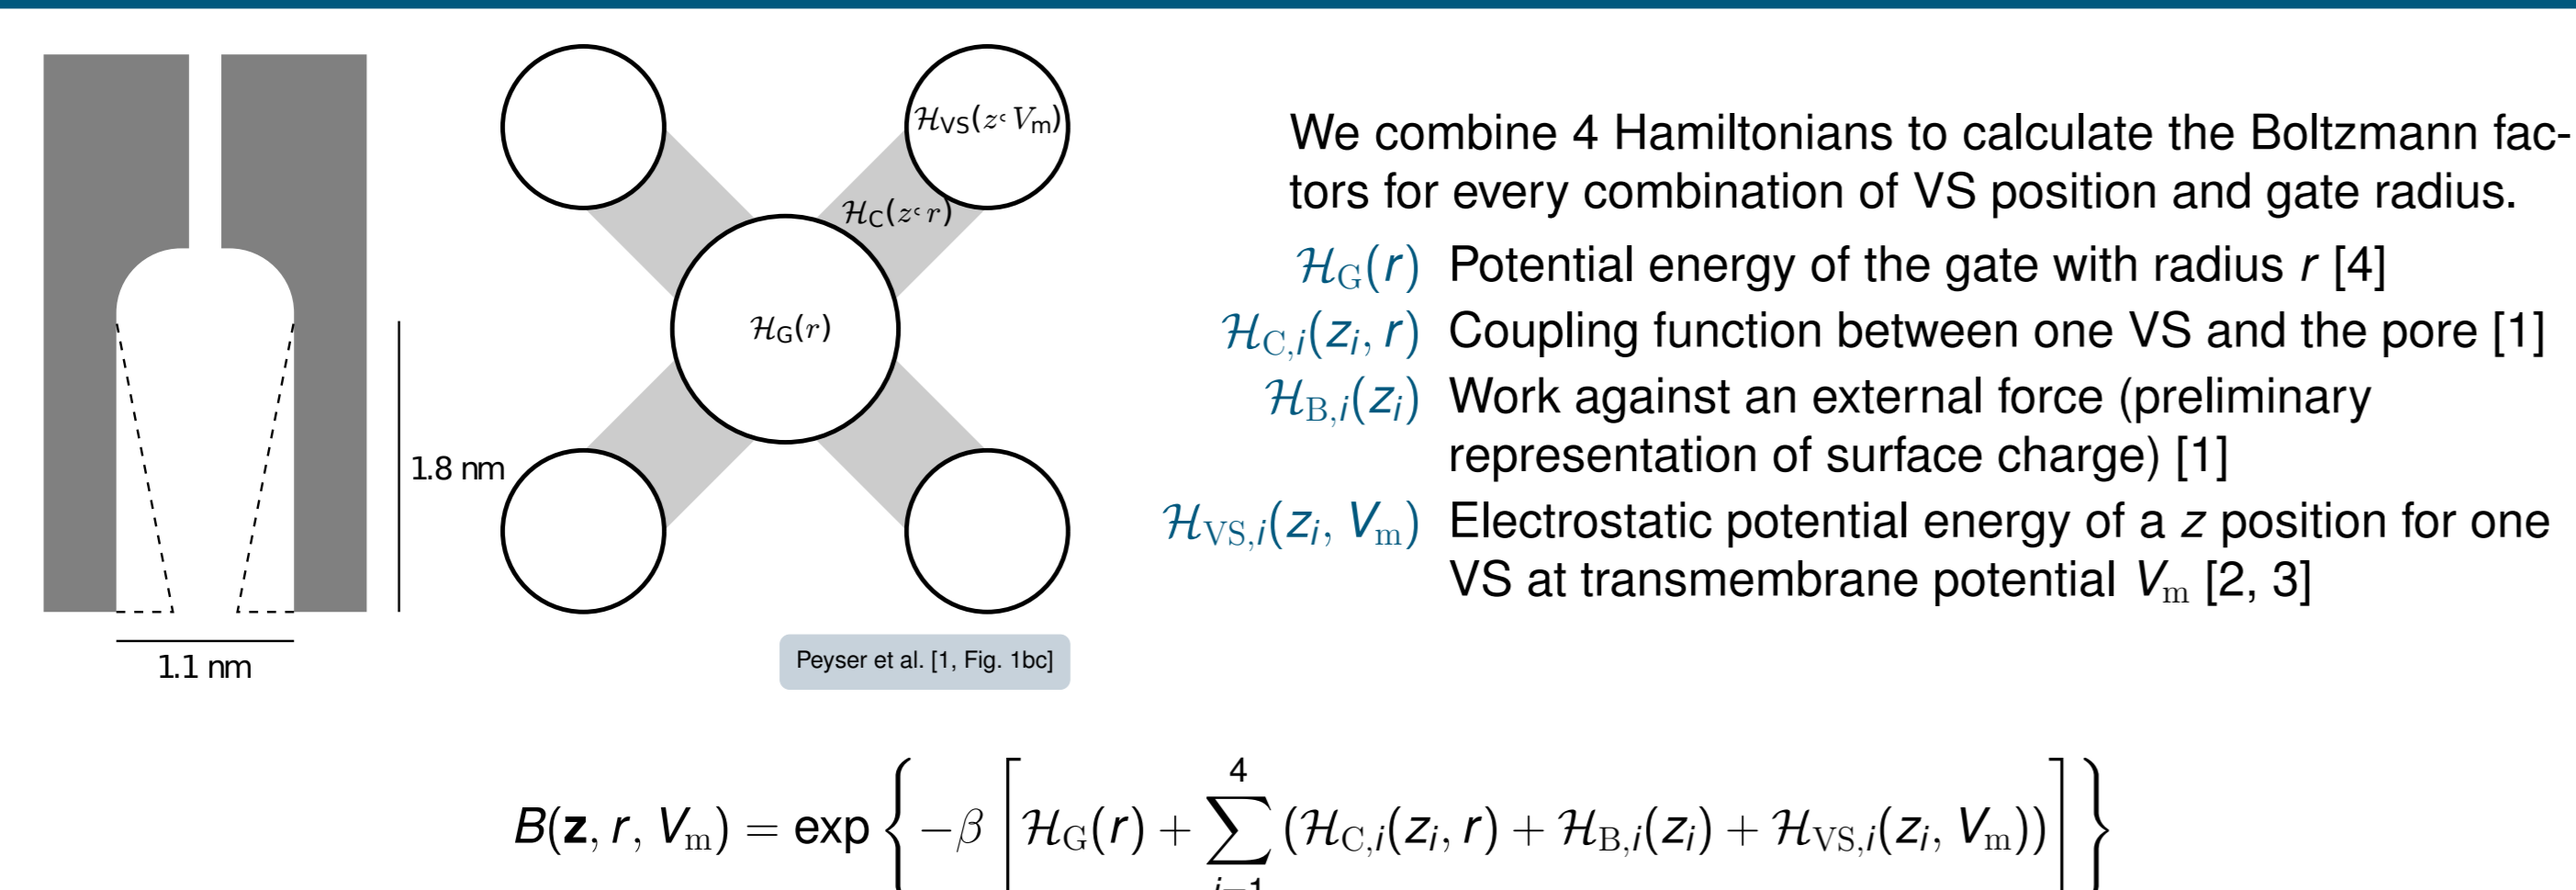 ℋVS(z‘ Vm)
ℋC(z‘ r)
ℋG(r)
1.8 nm
1.1 nm
Peyser et al. [1, Fig. 1bc]
We combine 4 Hamiltonians to calculate the Boltzmann fac-
tors for every combination of VS position and gate radius.
ℋG(r) Potential energy of the gate with radius r [4]
ℋC,i(zi, r) Coupling function between one VS and the pore [1]
ℋB,i(zi) Work against an external force (preliminary
representation of surface charge) [1]
ℋVS,i(zi, Vm) Electrostatic potential energy of a z position for one
VS at transmembrane potential Vm [2, 3]
B(z, r, Vm) = exp { −β [ ℋG(r) + ∑ i=1 4 (ℋC,i(zi, r) + ℋB,i(zi) + ℋVS,i(zi, Vm)) ] }